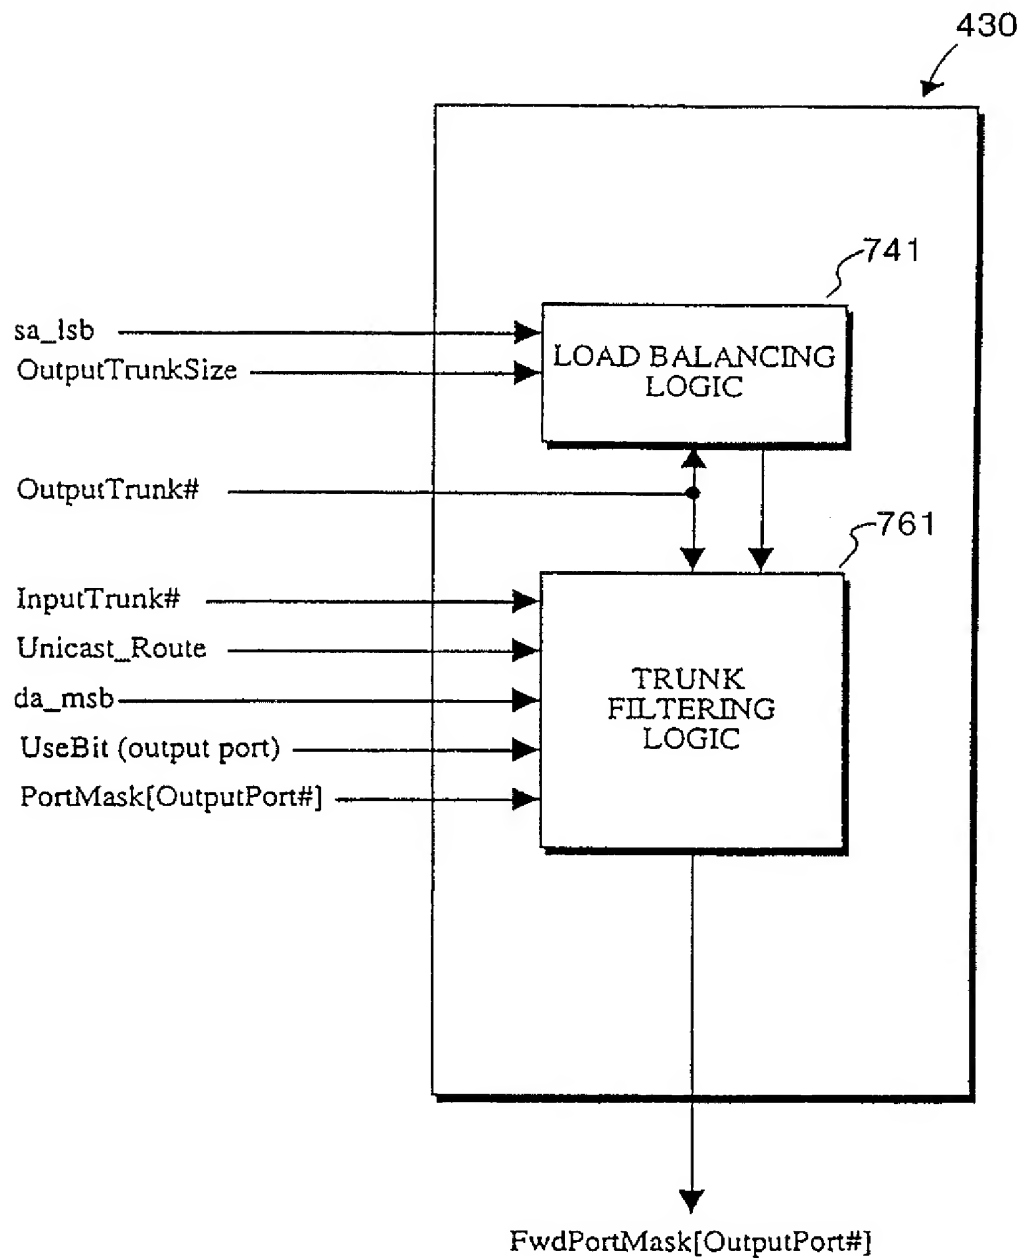 430
741
sa_lsb
LOAD BALANCING
LOGIC
OutputTrunkSize
OutputTrunk#
761
InputTrunk#
Unicast_Route
TRUNK
FILTERING
LOGIC
da_msb
UseBit (output port)
PortMask[OutputPort#]
FwdPortMask[OutputPort#]